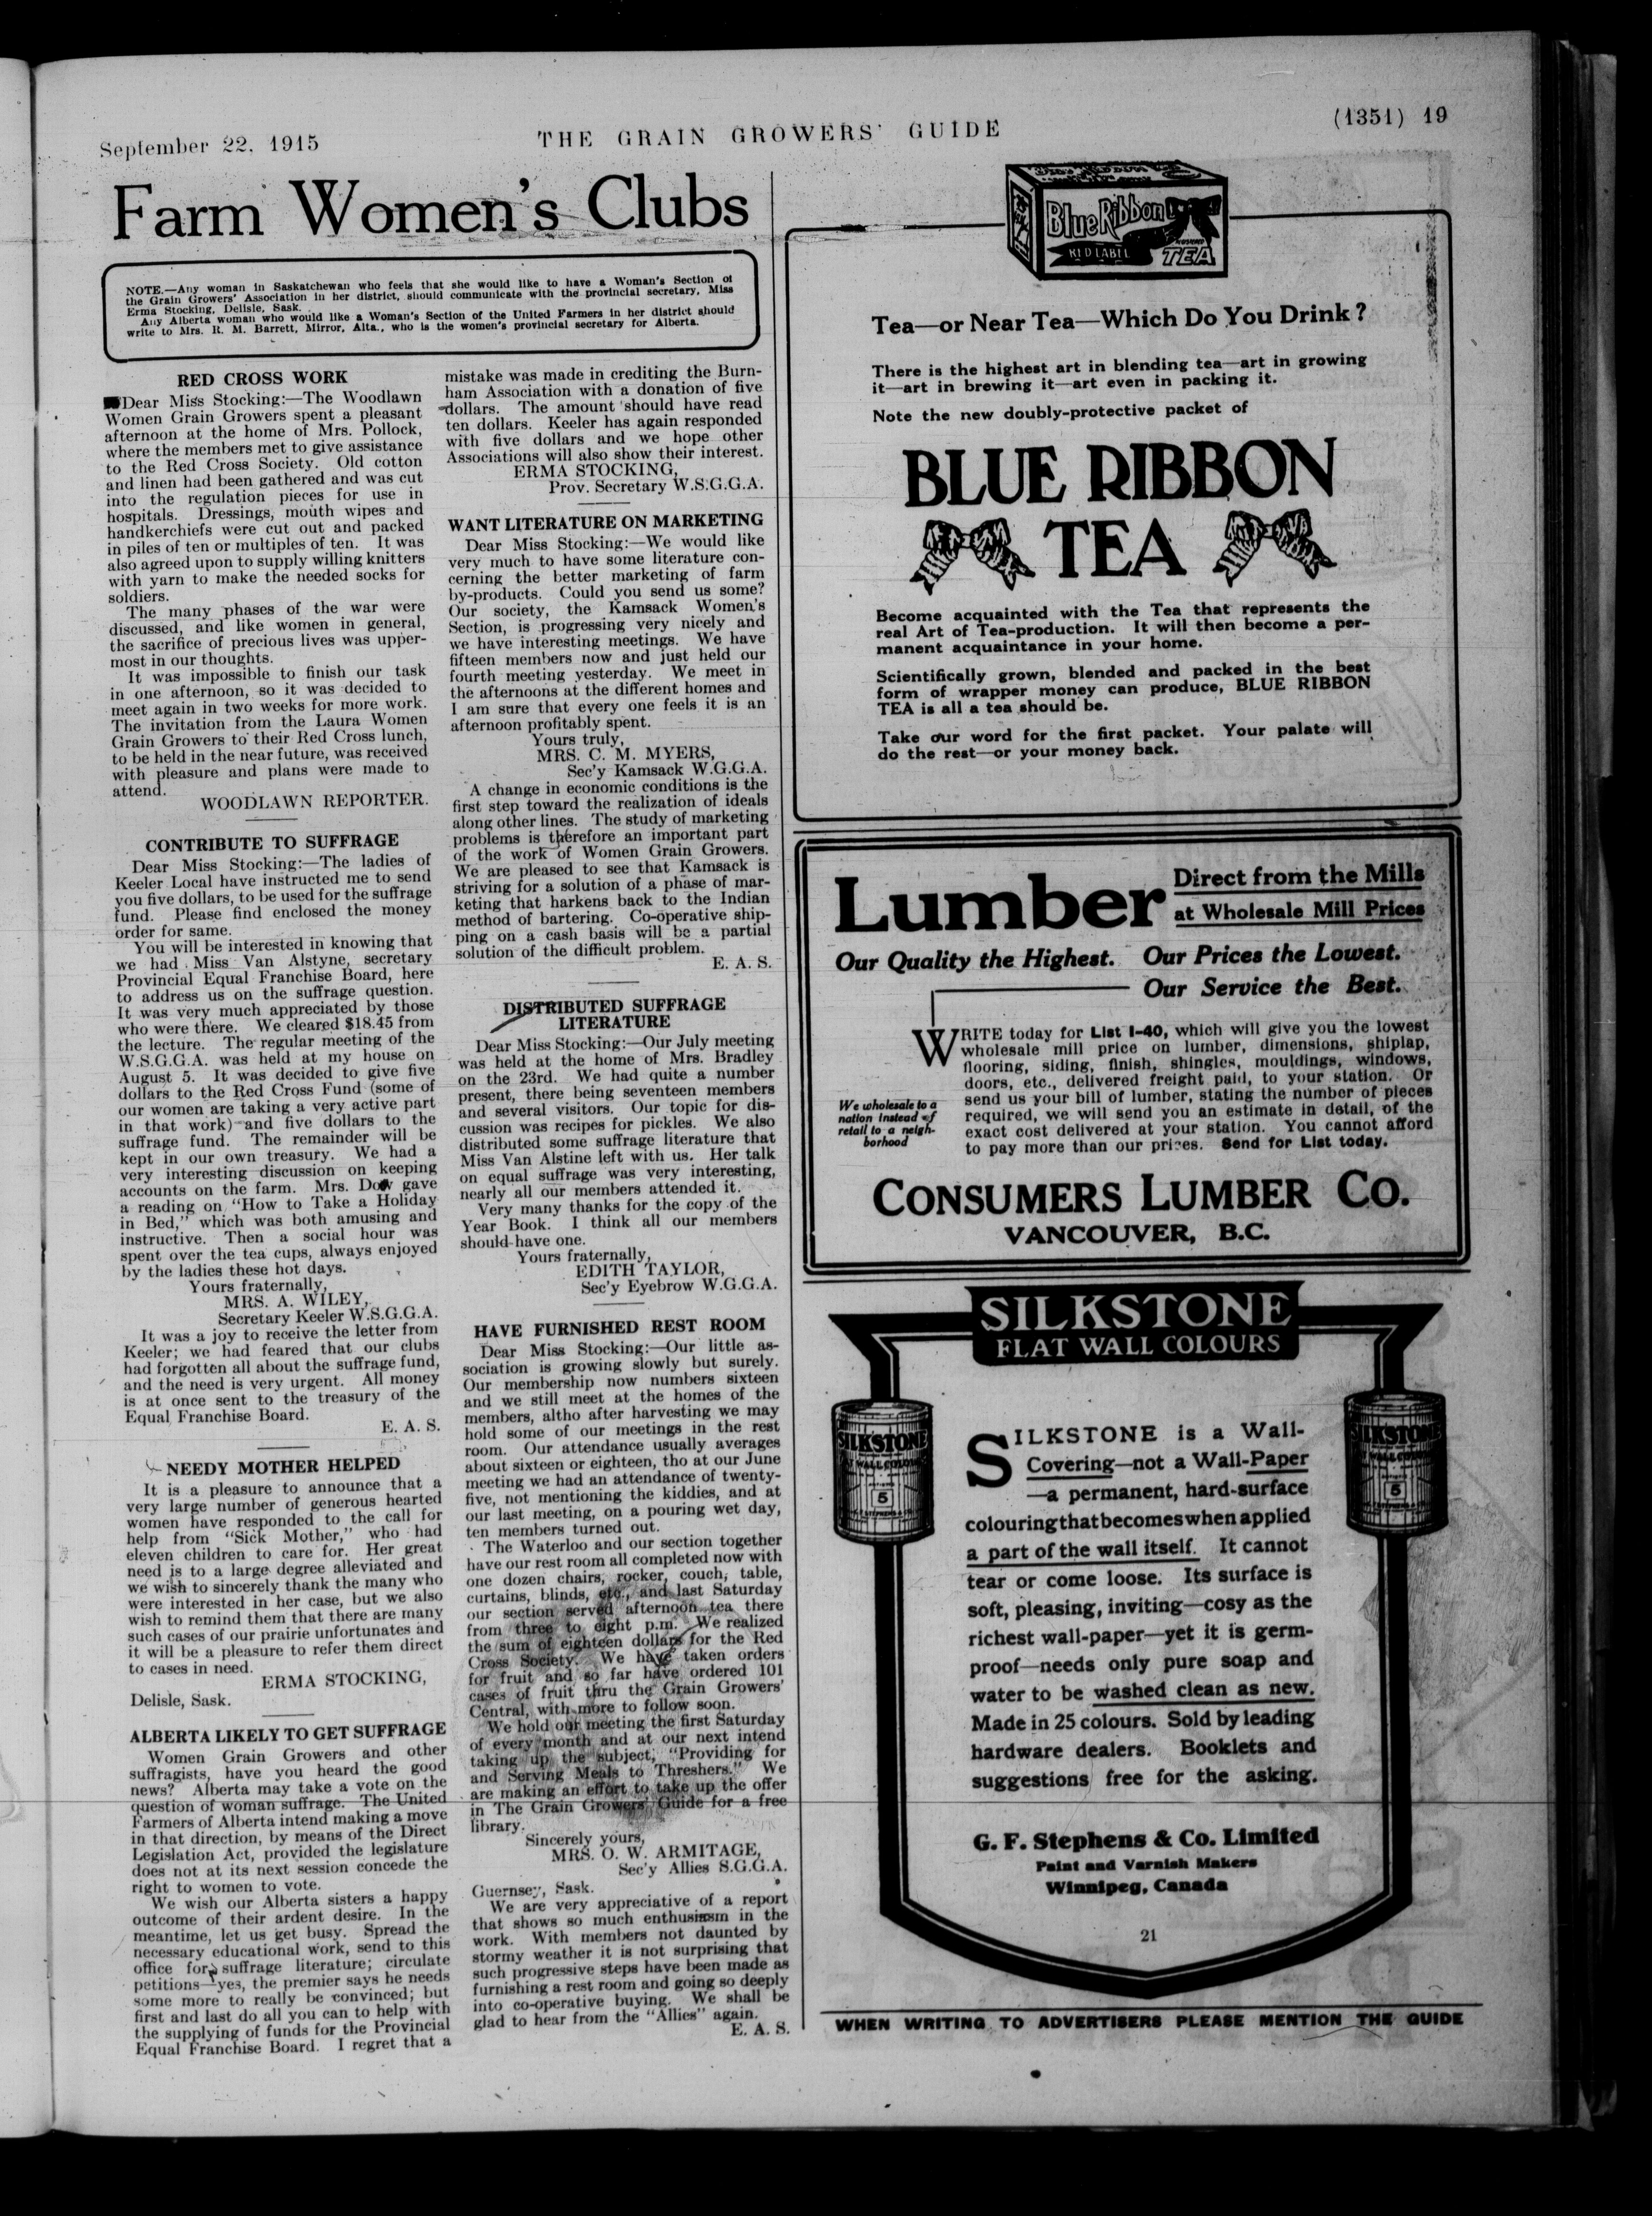 September 22, 1915
THE GRAIN GROWERS' GUIDE
(1351) 19
Farm Women's Clubs
NOTE.—Any woman in Saskatchewan who feels that she would like to have a Woman's Section of
the Grain Growers' Association in her district, should communicate with the provincial secretary, Miss
Erma Stocking, Delisle, Sask.
Any Alberta woman who would like a Woman's Section of the United Farmers in her district should
write to Mrs. R. M. Barrett, Mirror, Alta., who is the women's provincial secretary for Alberta.
RED CROSS WORK
Dear Miss Stocking:—The Woodlawn
Women Grain Growers spent a pleasant
afternoon at the home of Mrs. Pollock,
where the members met to give assistance
to the Red Cross Society. Old cotton
and linen had been gathered and was cut
into the regulation pieces for use in
hospitals. Dressings, mouth wipes and
handkerchiefs were cut out and packed
in piles of ten or multiples of ten. It was
also agreed upon to supply willing knitters
with yarn to make the needed socks for
soldiers.
The many phases of the war were
discussed, and like women in general,
the sacrifice of precious lives was upper-
most in our thoughts.
It was impossible to finish our task
in one afternoon, so it was decided to
meet again in two weeks for more work.
The invitation from the Laura Women
Grain Growers to their Red Cross lunch,
to be held in the near future, was received
with pleasure and plans were made to
attend.
WOODLAWN REPORTER.
CONTRIBUTE TO SUFFRAGE
Dear Miss Stocking:—The ladies of
Keeler Local have instructed me to send
you five dollars, to be used for the suffrage
fund. Please find enclosed the money
order for same.
You will be interested in knowing that
we had Miss Van Alstyne, secretary
Provincial Equal Franchise Board, here
to address us on the suffrage question.
It was very much appreciated by those
who were there. We cleared $18.45 from
the lecture. The regular meeting of the
W.S.G.G.A. was held at my house on
August 5. It was decided to give five
dollars to the Red Cross Fund (some of
our women are taking a very active part
in that work) and five dollars to the
suffrage fund. The remainder will be
kept in our own treasury. We had a
very interesting discussion on keeping
accounts on the farm. Mrs. Dow gave
a reading on "How to Take a Holiday
in Bed," which was both amusing and
instructive. Then a social hour was
spent over the tea cups, always enjoyed
by the ladies these hot days.
Yours fraternally,
MRS. A. WILEY,
Secretary Keeler W.S.G.G.A.
It was a joy to receive the letter from
Keeler; we had feared that our clubs
had forgotten all about the suffrage fund,
and the need is very urgent. All money
is at once sent to the treasury of the
Equal Franchise Board.
E. A. S.
NEEDY MOTHER HELPED
It is a pleasure to announce that a
very large number of generous hearted
women have responded to the call for
help from "Sick Mother," who had
eleven children to care for. Her great
need is to a large degree alleviated and
we wish to sincerely thank the many who
were interested in her case, but we also
wish to remind them that there are many
such cases of our prairie unfortunates and
it will be a pleasure to refer them direct
to cases in need.
ERMA STOCKING,
Delisle, Sask.
ALBERTA LIKELY TO GET SUFFRAGE
Women Grain Growers and other
suffragists, have you heard the good
news? Alberta may take a vote on the
question of woman suffrage. The United
Farmers of Alberta intend making a move
in that direction, by means of the Direct
Legislation Act, provided the legislature
does not at its next session concede the
right to women to vote.
We wish our Alberta sisters a happy
outcome of their ardent desire. In the
meantime, let us get busy. Spread the
necessary educational work, send to this
office for suffrage literature; circulate
petitions—yes, the premier says he needs
some more to really be convinced; but
first and last do all you can to help with
the supplying of funds for the Provincial
Equal Franchise Board. I regret that a
mistake was made in crediting the Burn-
ham Association with a donation of five
dollars. The amount should have read
ten dollars. Keeler has again responded
with five dollars and we hope other
Associations will also show their interest.
ERMA STOCKING,
Prov. Secretary W.S.G.G.A.
WANT LITERATURE ON MARKETING
Dear Miss Stocking:—We would like
very much to have some literature con-
cerning the better marketing of farm
by-products. Could you send us some?
Our society, the Kamsack Women's
Section, is progressing very nicely and
we have interesting meetings. We have
fifteen members now and just held our
fourth meeting yesterday. We meet in
the afternoons at the different homes and
I am sure that every one feels it is an
afternoon profitably spent.
Yours truly,
MRS. C. M. MYERS,
Sec'y Kamsack W.G.G.A.
A change in economic conditions is the
first step toward the realization of ideals
along other lines. The study of marketing
problems is therefore an important part
of the work of Women Grain Growers.
We are pleased to see that Kamsack is
striving for a solution of a phase of mar-
keting that harkens back to the Indian
method of bartering. Co-operative ship-
ping on a cash basis will be a partial
solution of the difficult problem.
E. A. S.
DISTRIBUTED SUFFRAGE
LITERATURE
Dear Miss Stocking:—Our July meeting
was held at the home of Mrs. Bradley
on the 23rd. We had quite a number
present, there being seventeen members
and several visitors. Our topic for dis-
cussion was recipes for pickles. We also
distributed some suffrage literature that
Miss Van Alstine left with us. Her talk
on equal suffrage was very interesting,
nearly all our members attended it.
Very many thanks for the copy of the
Year Book. I think all our members
should have one.
Yours fraternally,
EDITH TAYLOR,
Sec'y Eyebrow W.G.G.A.
HAVE FURNISHED REST ROOM
Dear Miss Stocking:—Our little as-
sociation is growing slowly but surely.
Our membership now numbers sixteen
and we still meet at the homes of the
members, altho after harvesting we may
hold some of our meetings in the rest
room. Our attendance usually averages
about sixteen or eighteen, tho at our June
meeting we had an attendance of twenty-
five, not mentioning the kiddies, and at
our last meeting, on a pouring wet day,
ten members turned out.
The Waterloo and our section together
have our rest room all completed now with
one dozen chairs, rocker, couch, table,
curtains, blinds, etc., and last Saturday
our section served afternoon tea there
from three to eight p.m. We realized
the sum of eighteen dollars for the Red
Cross Society. We have taken orders
for fruit and so far have ordered 101
cases of fruit thru the Grain Growers'
Central, with more to follow soon.
We hold our meeting the first Saturday
of every month and at our next intend
taking up the subject, "Providing for
and Serving Meals to Threshers." We
are making an effort to take up the offer
in The Grain Growers' Guide for a free
library.
Sincerely yours,
MRS. O. W. ARMITAGE,
Sec'y Allies S.G.G.A.
Guernsey, Sask.
We are very appreciative of a report
that shows so much enthusiasm in the
work. With members not daunted by
stormy weather it is not surprising that
such progressive steps have been made as
furnishing a rest room and going so deeply
into co-operative buying. We shall be
glad to hear from the "Allies" again.
E. A. S.
Blue Ribbon
RED LABEL
TEA
Tea—or Near Tea—Which Do You Drink?
There is the highest art in blending tea—art in growing
it—art in brewing it—art even in packing it.
Note the new doubly-protective packet of
BLUE RIBBON
TEA
Become acquainted with the Tea that represents the
real Art of Tea-production. It will then become a per-
manent acquaintance in your home.
Scientifically grown, blended and packed in the best
form of wrapper money can produce, BLUE RIBBON
TEA is all a tea should be.
Take our word for the first packet. Your palate will
do the rest—or your money back.
Lumber
Direct from the Mills
at Wholesale Mill Prices
Our Quality the Highest. Our Prices the Lowest.
Our Service the Best.
WRITE today for List I-40, which will give you the lowest
wholesale mill price on lumber, dimensions, shiplap,
flooring, siding, finish, shingles, mouldings, windows,
doors, etc., delivered freight paid, to your station. Or
send us your bill of lumber, stating the number of pieces
required, we will send you an estimate in detail, of the
exact cost delivered at your station. You cannot afford
to pay more than our prices. Send for List today.
We wholesale to a
nation instead of
retail to a neigh-
borhood
CONSUMERS LUMBER CO.
VANCOUVER, B.C.
SILKSTONE
FLAT WALL COLOURS
SILKSTONE
5
SILKSTONE
5
SILKSTONE is a Wall-
Covering—not a Wall-Paper
—a permanent, hard-surface
colouring that becomes when applied
a part of the wall itself. It cannot
tear or come loose. Its surface is
soft, pleasing, inviting—cosy as the
richest wall-paper—yet it is germ-
proof—needs only pure soap and
water to be washed clean as new.
Made in 25 colours. Sold by leading
hardware dealers. Booklets and
suggestions free for the asking.
G. F. Stephens & Co. Limited
Paint and Varnish Makers
Winnipeg, Canada
21
WHEN WRITING TO ADVERTISERS PLEASE MENTION THE GUIDE